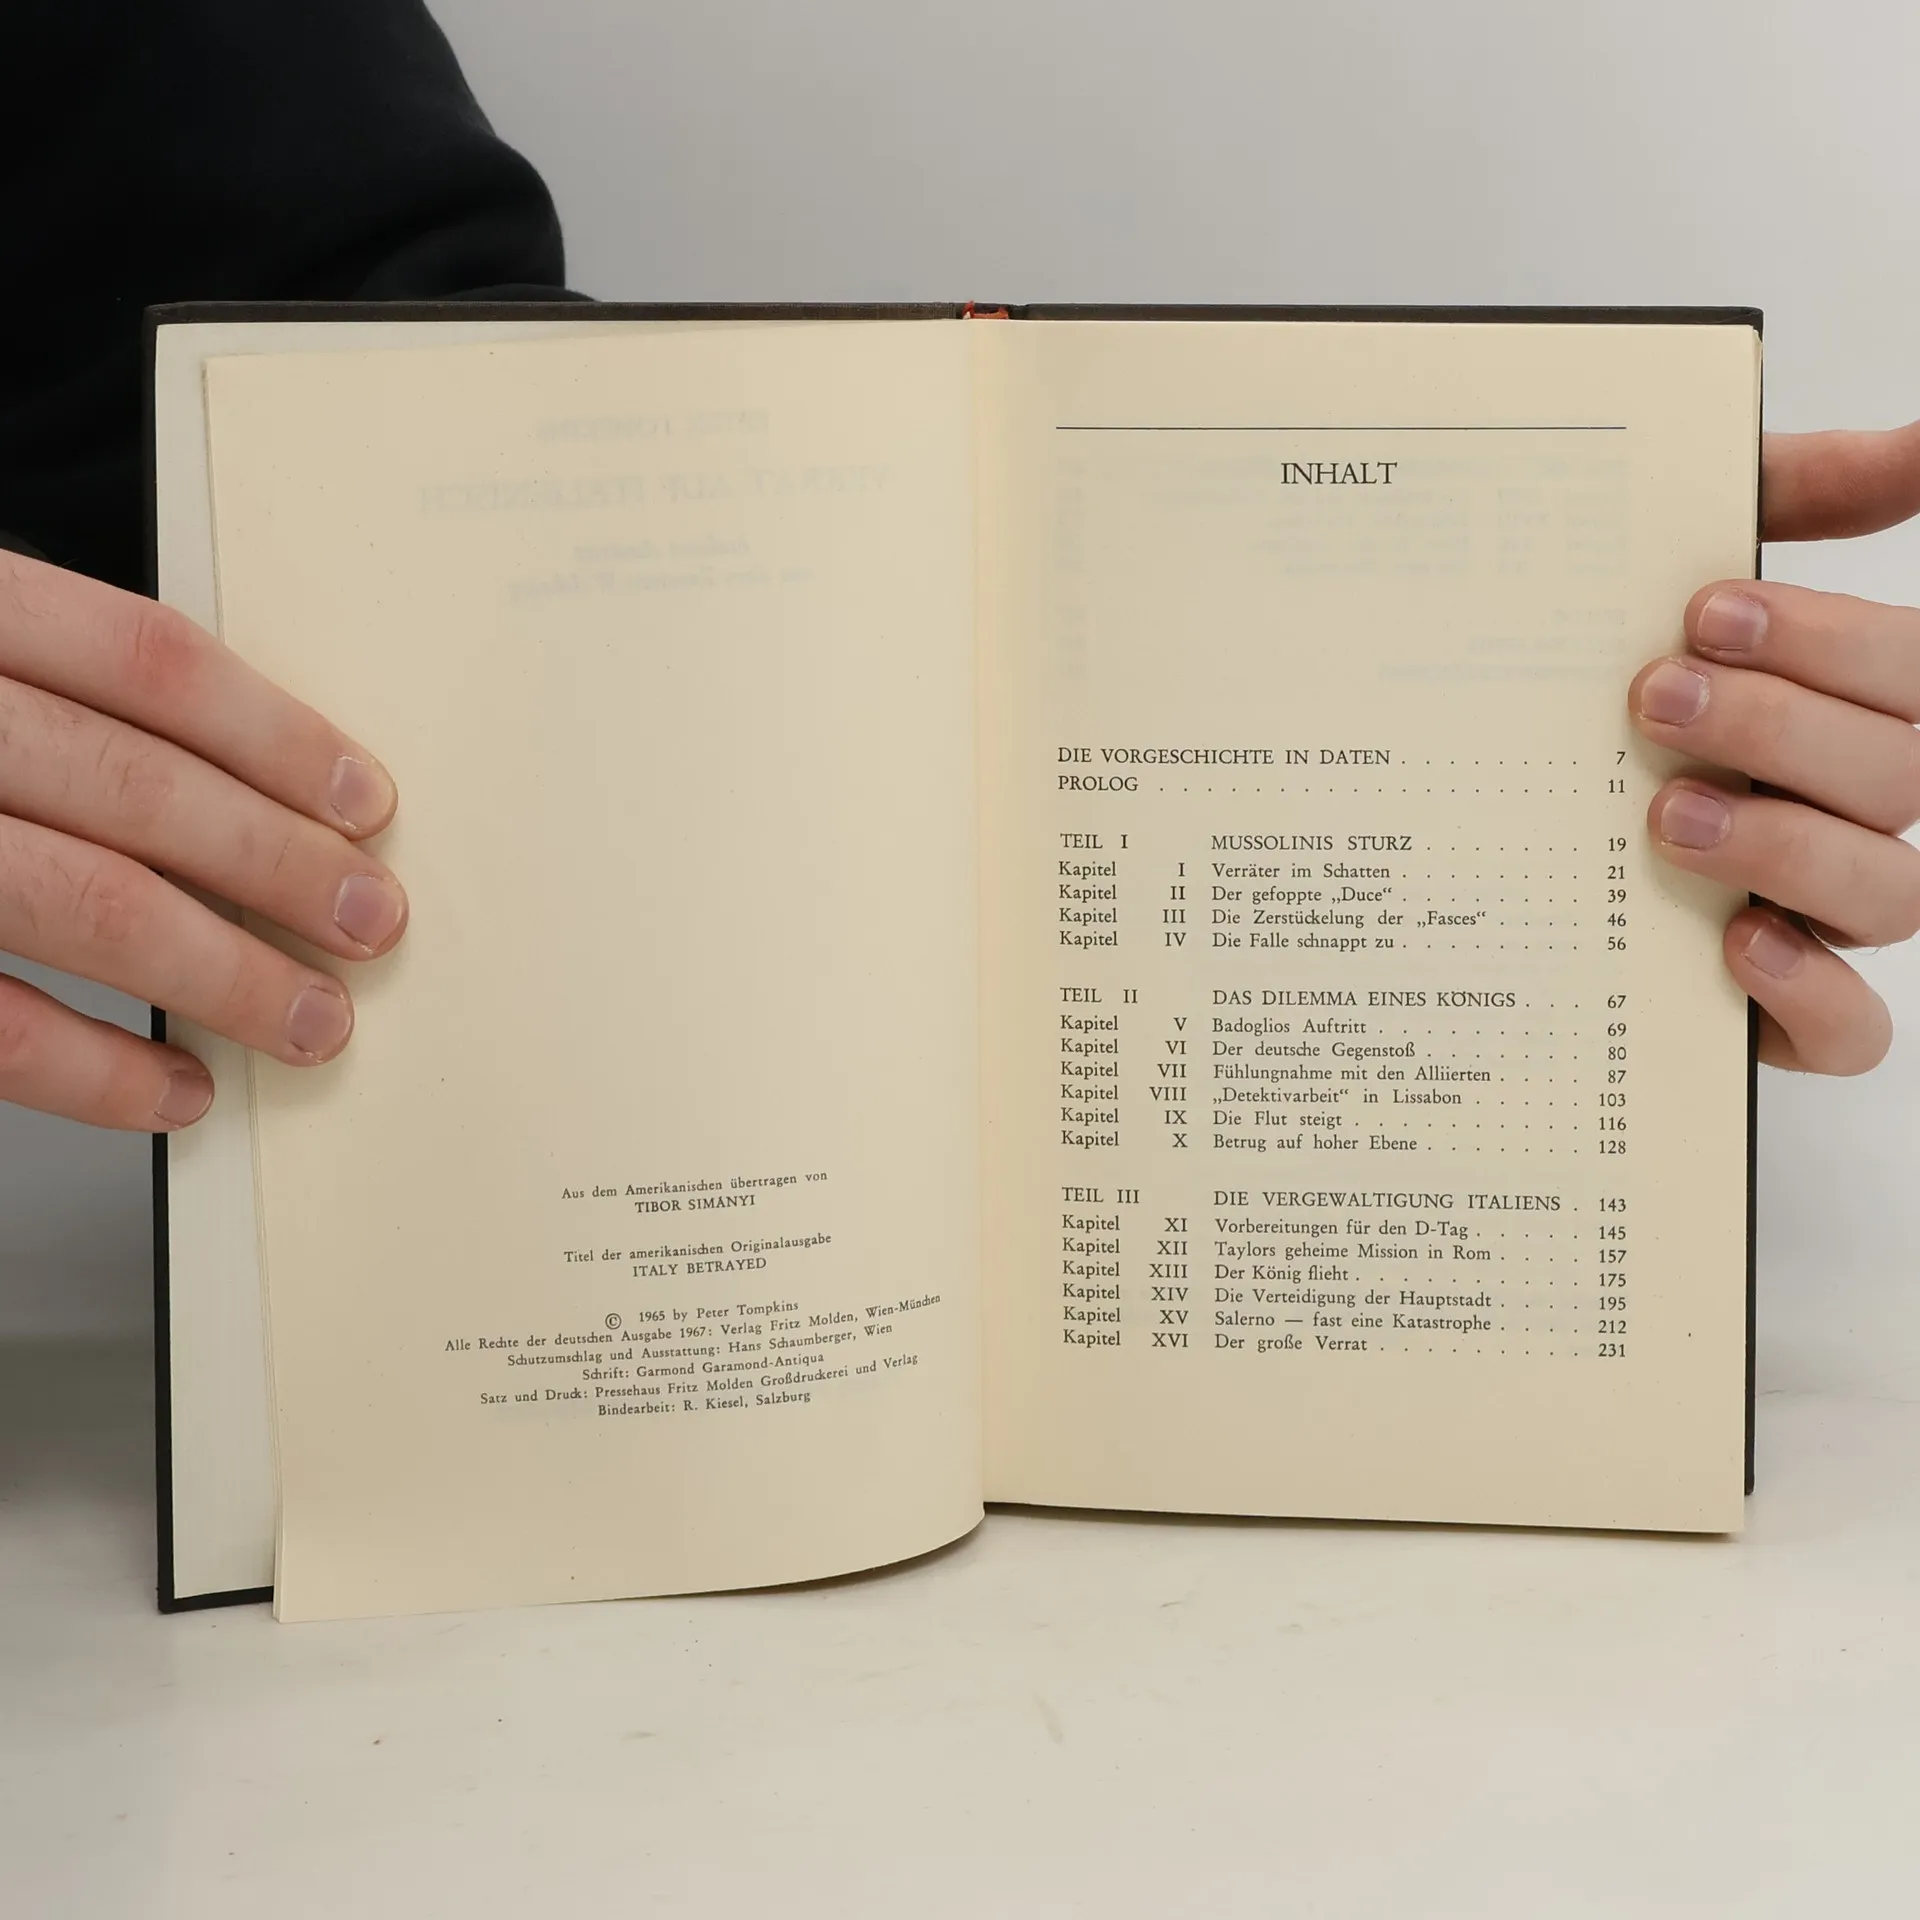 Aus dem Amerikanischen übertragen von
TIBOR SIMÁNYI
Titel der amerikanischen Originalausgabe
ITALY BETRAYED
© 1965 by Peter Tompkins
Alle Rechte der deutschen Ausgabe 1967: Verlag Fritz Molden, Wien-München
Schutzumschlag und Ausstattung: Hans Schaumberger, Wien
Schrift: Garmond Garamond-Antiqua
Satz und Druck: Pressehaus Fritz Molden Großdruckerei und Verlag
Bindearbeit: R. Kiesel, Salzburg
INHALT
DIE VORGESCHICHTE IN DATEN . . . . . . . . 7
PROLOG . . . . . . . . . . . . . . . . . . 11
TEIL I MUSSOLINIS STURZ . . . . . . . 19
Kapitel I Verräter im Schatten . . . . . . . . 21
Kapitel II Der gefoppte „Duce“ . . . . . . . . 39
Kapitel III Die Zerstückelung der „Fasces“ . . . . 46
Kapitel IV Die Falle schnappt zu . . . . . . . . 56
TEIL II DAS DILEMMA EINES KÖNIGS . . . 67
Kapitel V Badoglios Auftritt . . . . . . . . . 69
Kapitel VI Der deutsche Gegenstoß . . . . . . . 80
Kapitel VII Fühlungnahme mit den Alliierten . . . . 87
Kapitel VIII „Detektivarbeit“ in Lissabon . . . . . 103
Kapitel IX Die Flut steigt . . . . . . . . . . 116
Kapitel X Betrug auf hoher Ebene . . . . . . . 128
TEIL III DIE VERGEWALTIGUNG ITALIENS . 143
Kapitel XI Vorbereitungen für den D-Tag . . . . . 145
Kapitel XII Taylors geheime Mission in Rom . . . . 157
Kapitel XIII Der König flieht . . . . . . . . . . 175
Kapitel XIV Die Verteidigung der Hauptstadt . . . . 195
Kapitel XV Salerno — fast eine Katastrophe . . . . 212
Kapitel XVI Der große Verrat . . . . . . . . . 231